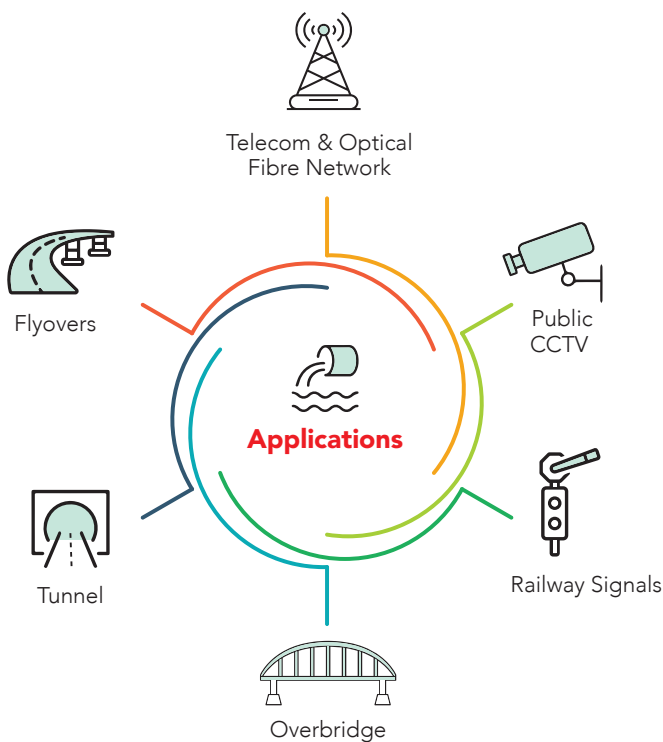 Telecom & Optical
Fibre Network
Flyovers
Public
CCTV
Applications
Tunnel
Railway Signals
Overbridge